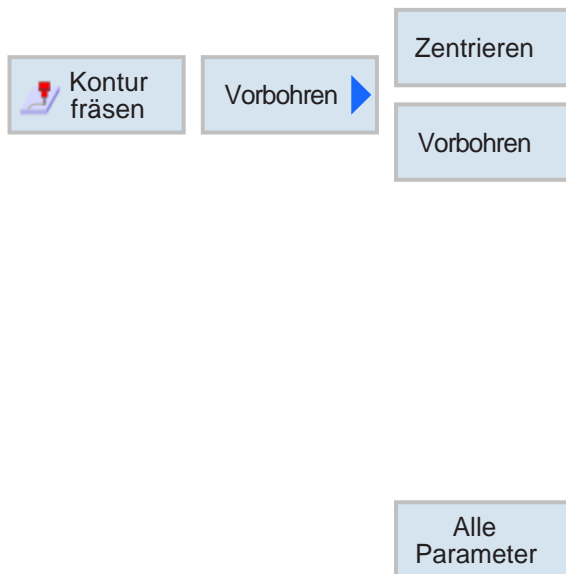 Kontur
fräsen
Vorbohren
Zentrieren
Vorbohren
Alle
Parameter